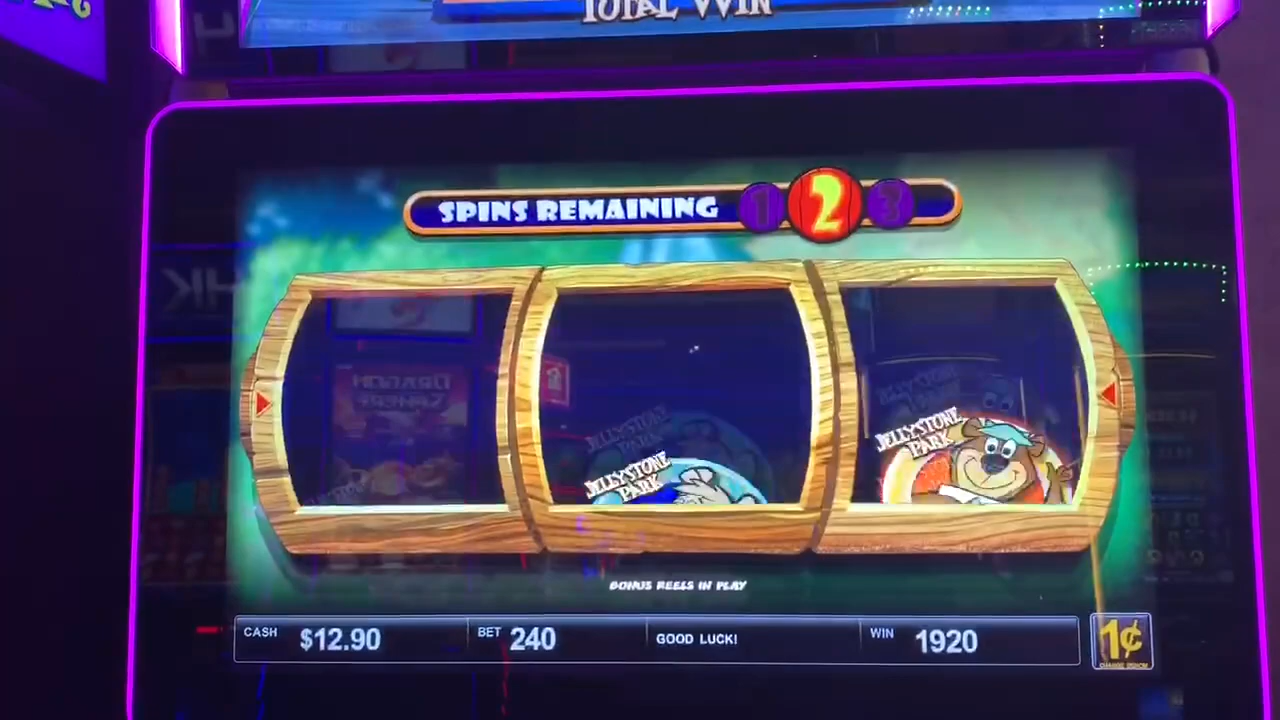 TOTAL WIN
SPINS REMAINING 1 2 3
JELLYSTONE
PARK
JELLYSTONE
PARK
BONUS REELS IN PLAY
CASH $12.90 BET 240 GOOD LUCK! WIN 1920 1¢